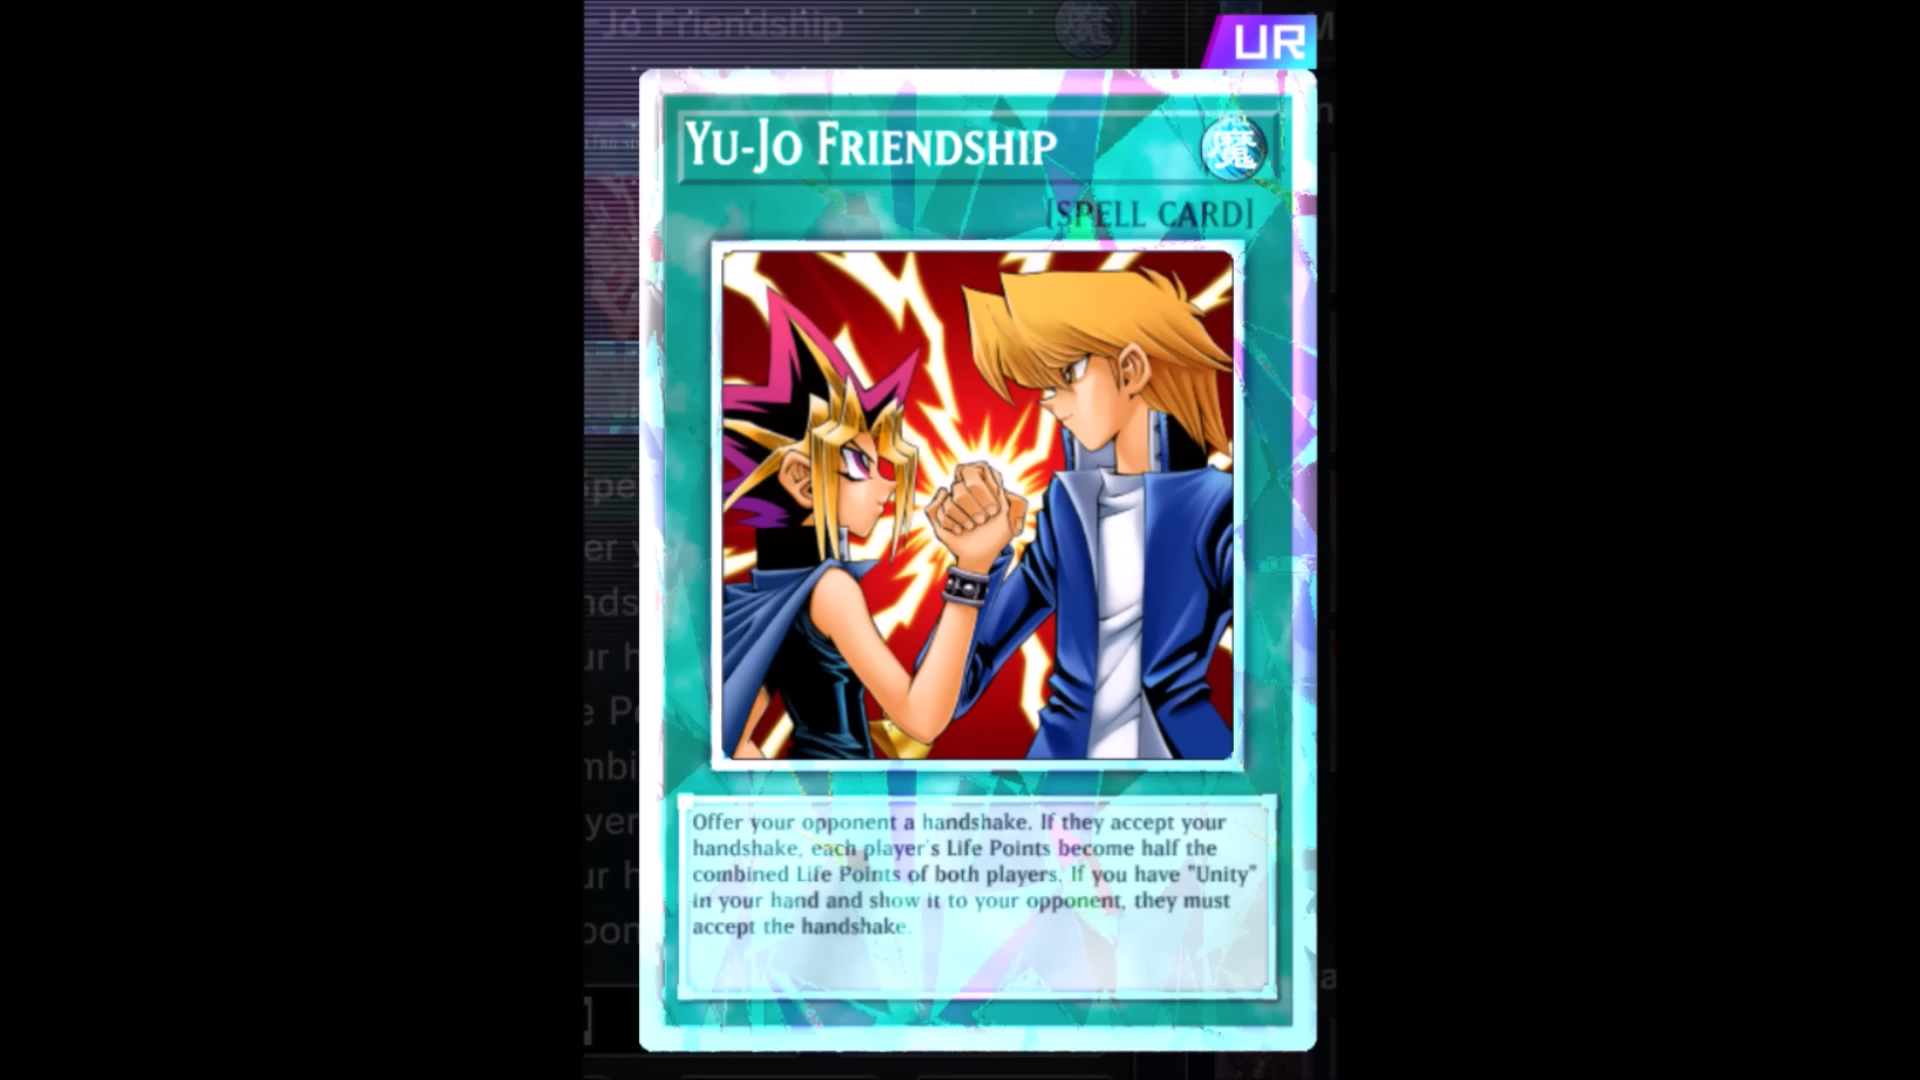 -Jo Friendship
UR
Yu-Jo Friendship
魔
[SPELL CARD]
Offer your opponent a handshake. If they accept your
handshake, each player's Life Points become half the
combined Life Points of both players. If you have "Unity"
in your hand and show it to your opponent, they must
accept the handshake.